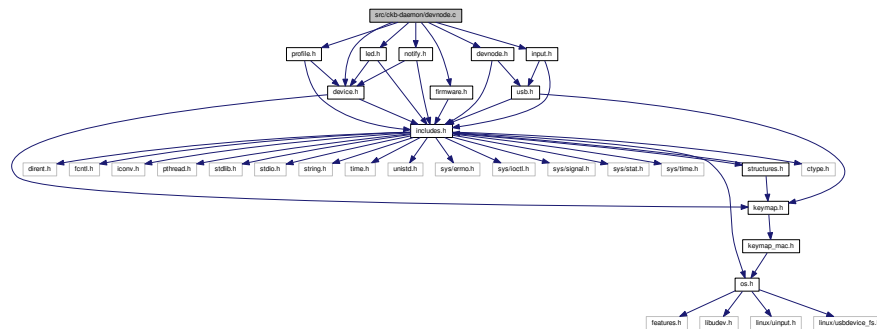 src/ckb-daemon/devnode.c
profile.h led.h notify.h devnode.h input.h
device.h firmware.h usb.h
includes.h
dirent.h fcntl.h iconv.h pthread.h stdlib.h stdio.h string.h time.h unistd.h sys/errno.h sys/ioctl.h sys/signal.h sys/stat.h sys/time.h structures.h ctype.h
keymap.h
keymap_mac.h
os.h
features.h libudev.h linux/uinput.h linux/usbdevice_fs.